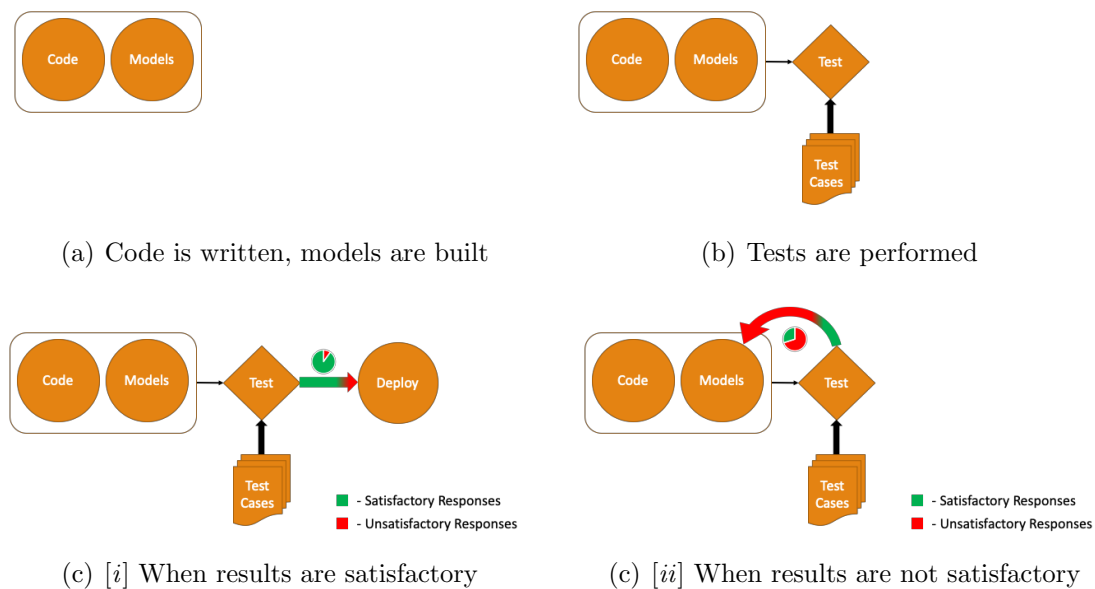 Code Models
(a) Code is written, models are built
Code Models Test
Test
Cases
(b) Tests are performed
Code Models Test Deploy
Test
Cases
- Satisfactory Responses
- Unsatisfactory Responses
(c) [i] When results are satisfactory
Code Models Test
Test
Cases
- Satisfactory Responses
- Unsatisfactory Responses
(c) [ii] When results are not satisfactory